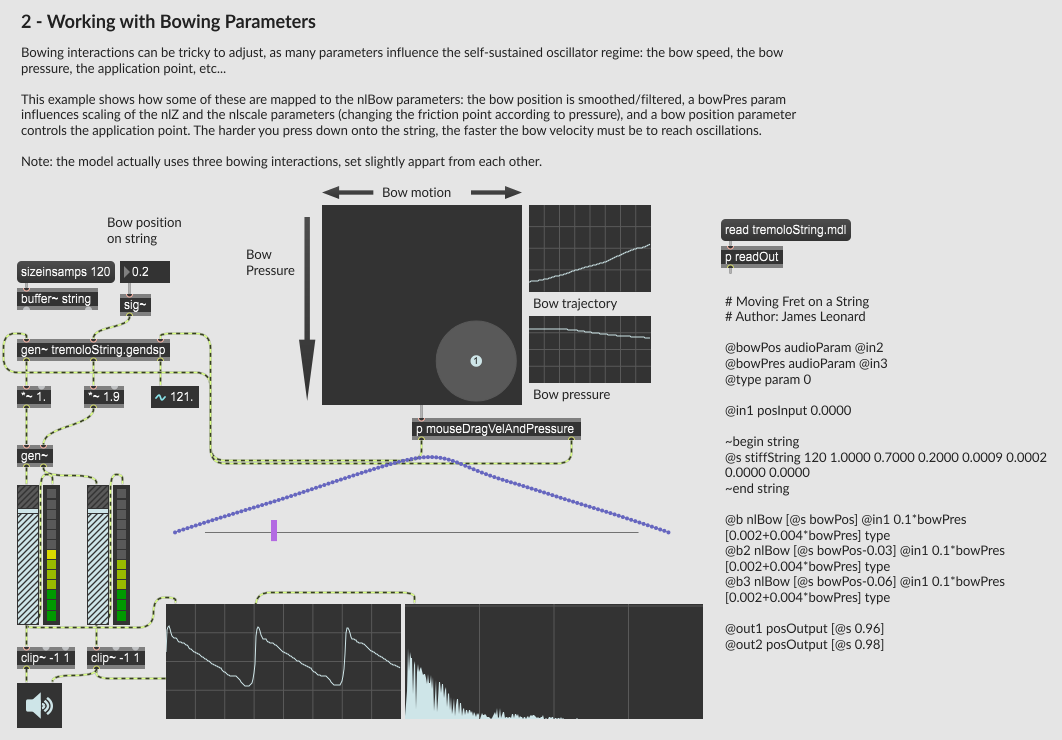 2 - Working with Bowing Parameters
Bowing interactions can be tricky to adjust, as many parameters influence the self-sustained oscillator regime: the bow speed, the bow
pressure, the application point, etc...
This example shows how some of these are mapped to the nlBow parameters: the bow position is smoothed/filtered, a bowPres param
influences scaling of the nlZ and the nlscale parameters (changing the friction point according to pressure), and a bow position parameter
controls the application point. The harder you press down onto the string, the faster the bow velocity must be to reach oscillations.
Note: the model actually uses three bowing interactions, set slightly appart from each other.
Bow motion
Bow position
on string
Bow
Pressure
sizeinsamps 120
0.2
buffer~ string
sig~
gen~ tremoloString.gendsp
*~ 1.
*~ 1.9
121.
gen~
1
Bow trajectory
Bow pressure
p mouseDragVelAndPressure
clip~ -1 1
clip~ -1 1
read tremoloString.mdl
p readOut
# Moving Fret on a String
# Author: James Leonard
@bowPos audioParam @in2
@bowPres audioParam @in3
@type param 0
@in1 posInput 0.0000
~begin string
@s stiffString 120 1.0000 0.7000 0.2000 0.0009 0.0002
0.0000 0.0000
~end string
@b nlBow [@s bowPos] @in1 0.1*bowPres
[0.002+0.004*bowPres] type
@b2 nlBow [@s bowPos-0.03] @in1 0.1*bowPres
[0.002+0.004*bowPres] type
@b3 nlBow [@s bowPos-0.06] @in1 0.1*bowPres
[0.002+0.004*bowPres] type
@out1 posOutput [@s 0.96]
@out2 posOutput [@s 0.98]